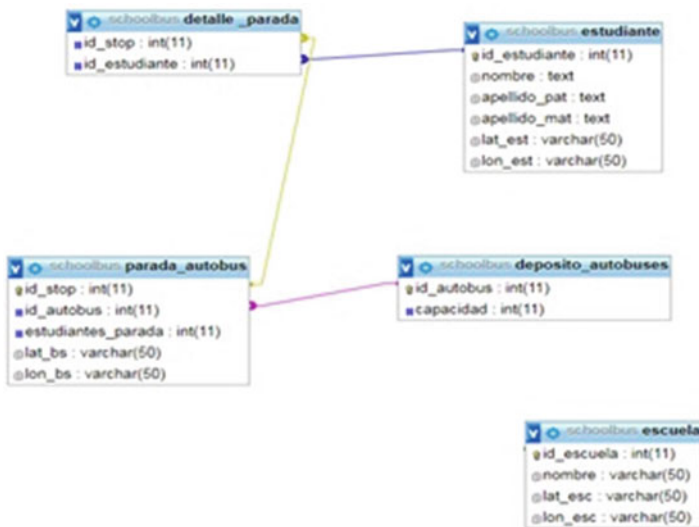 schoolbus detalle _parada
id_stop : int(11)
id_estudiante : int(11)
schoolbus estudiante
id_estudiante : int(11)
nombre : text
apellido_pat : text
apellido_mat : text
lat_est : varchar(50)
lon_est : varchar(50)
schoolbus parada_autobus
id_stop : int(11)
id_autobus : int(11)
estudiantes_parada : int(11)
lat_bs : varchar(50)
lon_bs : varchar(50)
schoolbus deposito_autobuses
id_autobus : int(11)
capacidad : int(11)
schoolbus escuela
id_escuela : int(11)
nombre : varchar(50)
lat_esc : varchar(50)
lon_esc : varchar(50)